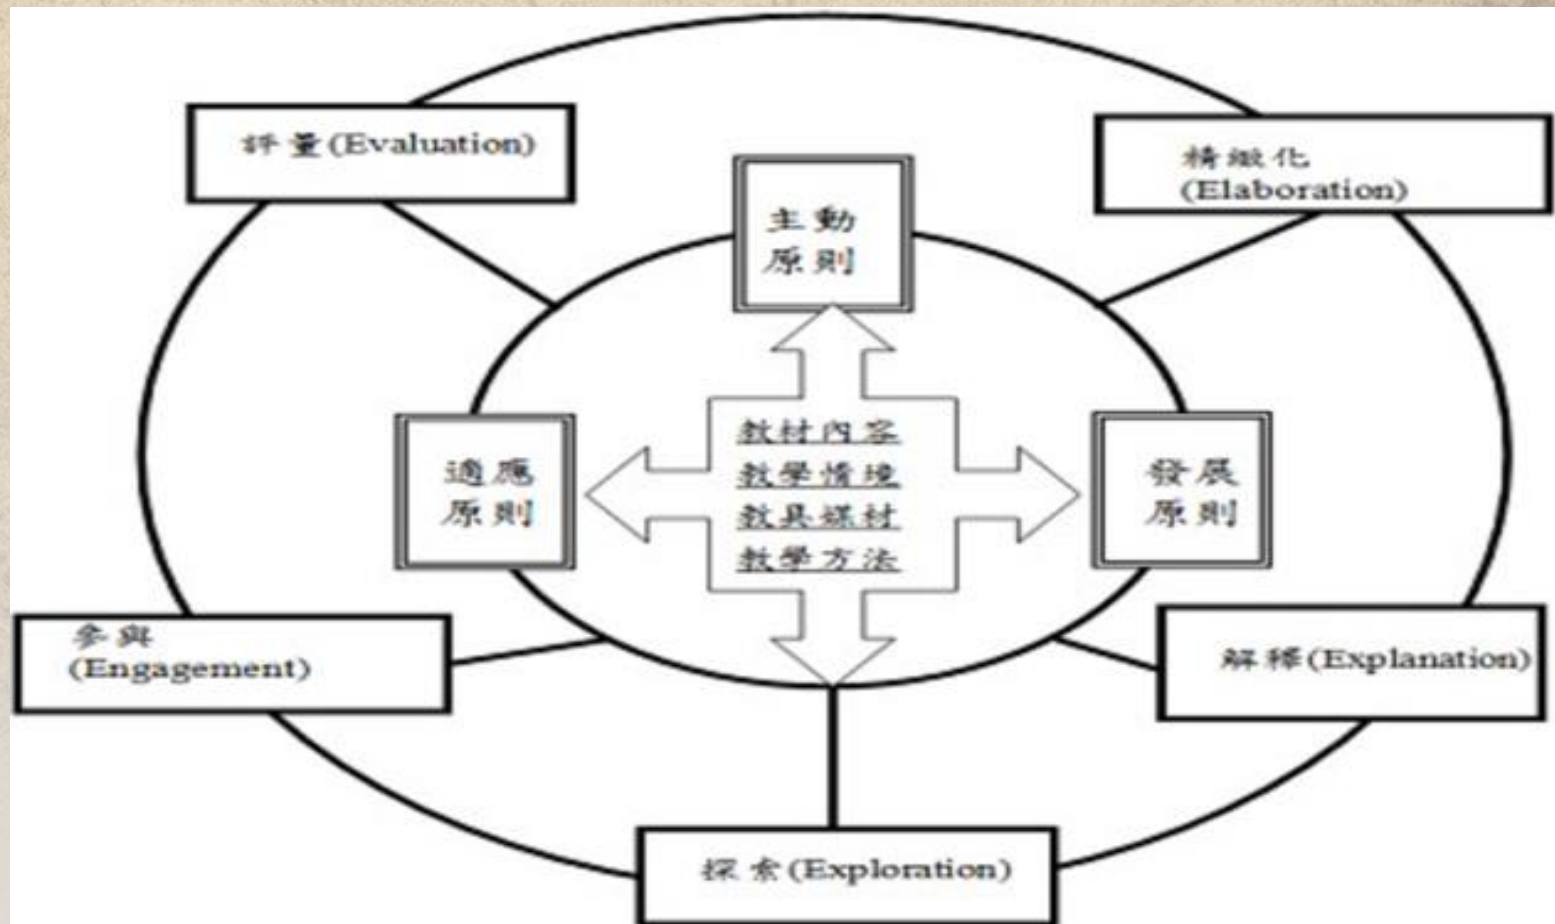 評量(Evaluation)
精緻化
(Elaboration)
主動
原則
適應
原則
教材內容
教學情境
教具媒材
教學方法
發展
原則
參與
(Engagement)
解釋(Explanation)
探索(Exploration)